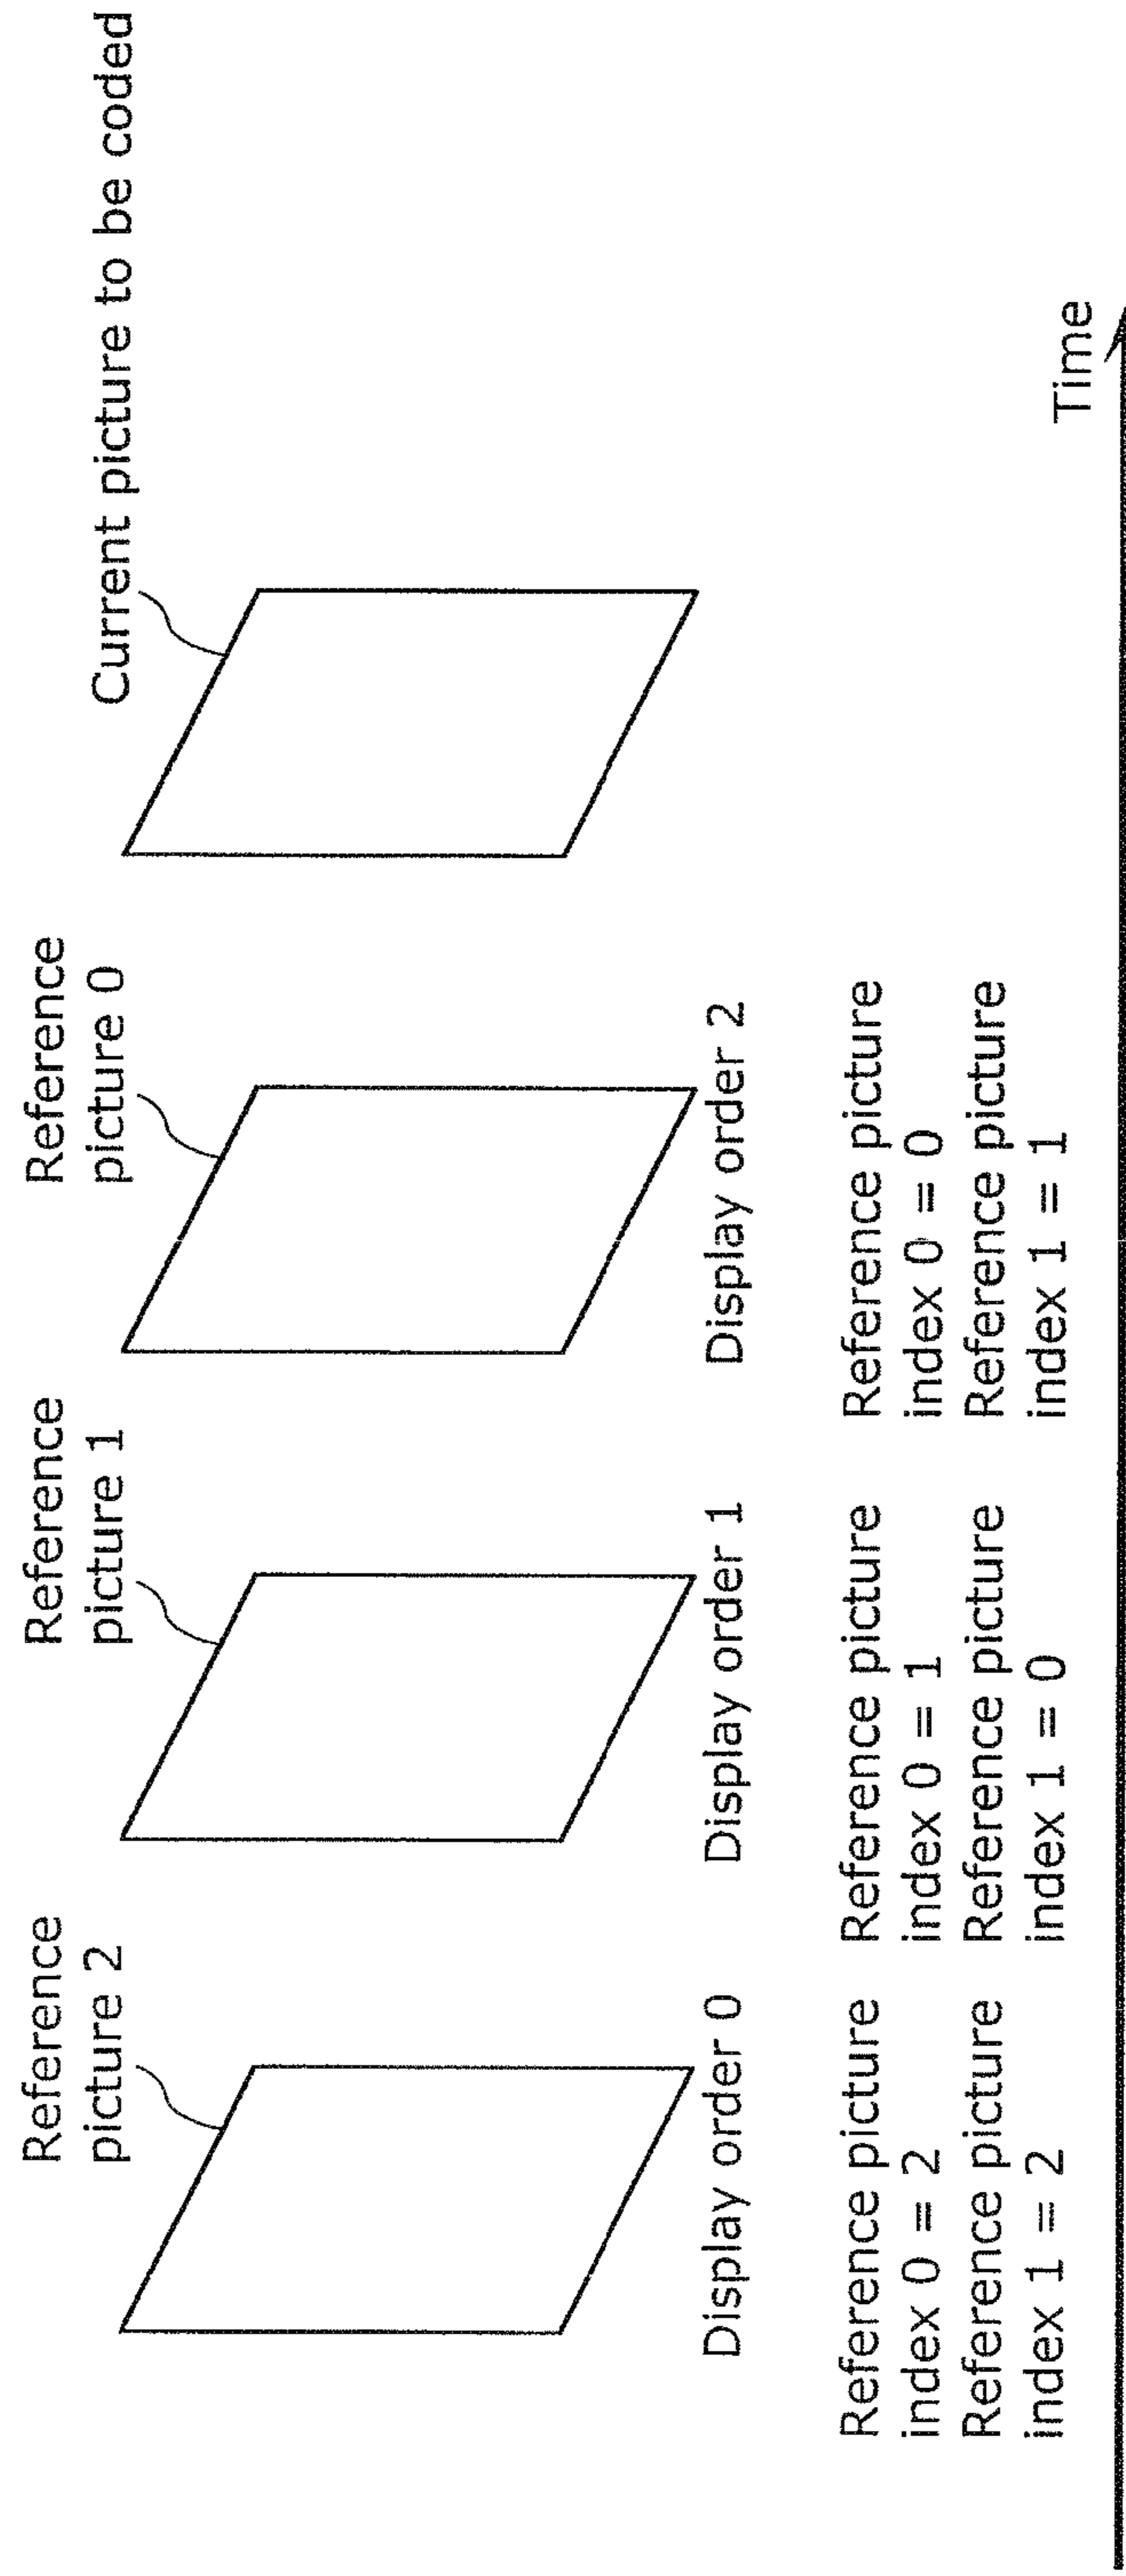 Reference
picture 2
Reference
picture 1
Reference
picture 0
Current picture to be coded
Display order 0
Display order 1
Display order 2
Reference picture
index 0 = 2
Reference picture
index 1 = 2
Reference picture
index 0 = 1
Reference picture
index 1 = 0
Reference picture
index 0 = 0
Reference picture
index 1 = 1
Time